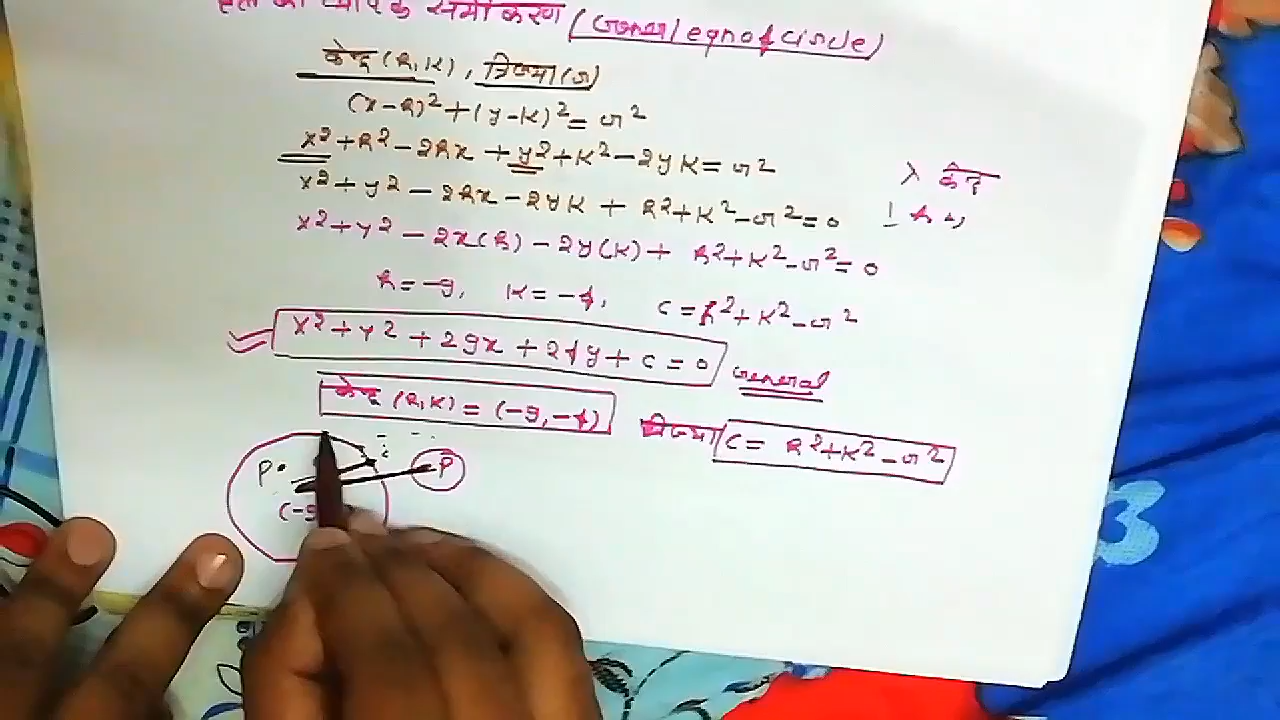 समीकरण (General eqn of circle)
केन्द्र (h, k), त्रिज्या (r)
(x-h)² + (y-k)² = r²
x² + h² - 2hx + y² + k² - 2yk = r²
x² + y² - 2hx - 2yk + h² + k² - r² = 0
x² + y² - 2x(h) - 2y(k) + h² + k² - r² = 0
h = -g, k = -f, c = h² + k² - r²
x² + y² + 2gx + 2fy + c = 0 General
केन्द्र (h, k) = (-g, -f) त्रिज्या c = h² + k² - r²
P P
(-g